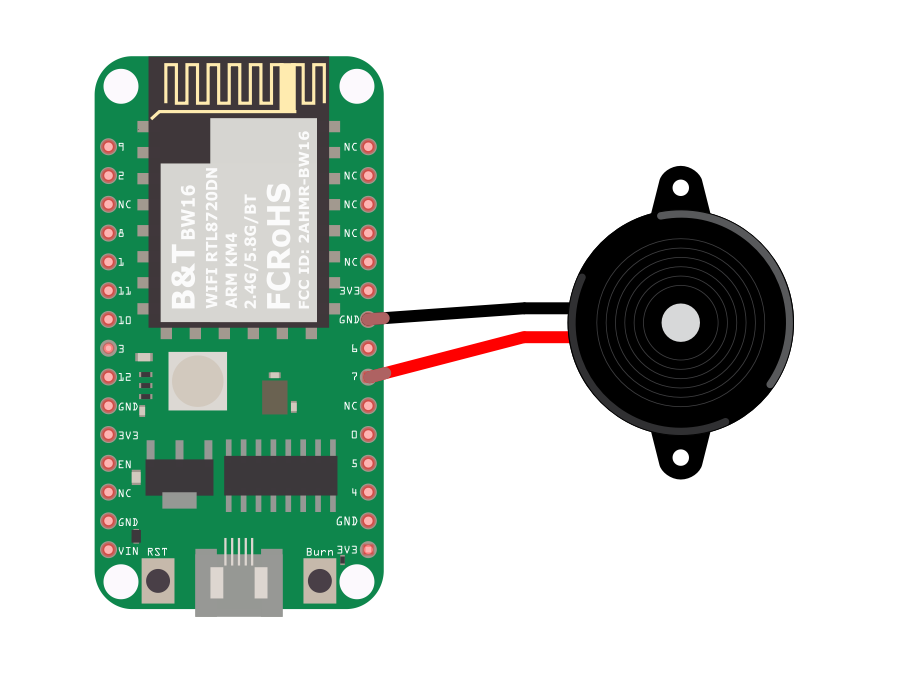 B&T BW16
WIFI RTL8720DN
ARM KM4
2.4G/5.8G/BT
FCRoHS
FCC ID: 2AHMR-BW16
9
2
NC
8
1
11
10
3
12
GND
3V3
EN
NC
GND
VIN
NC
NC
NC
NC
NC
3V3
GND
6
7
NC
0
5
4
GND
3V3
RST
Burn